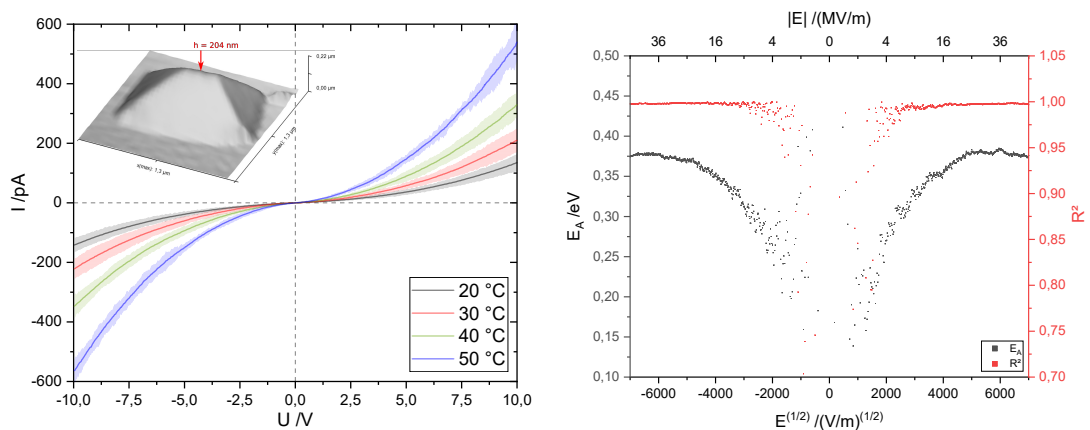 600
400
200
0
-200
-400
-600
I /pA
-10,0 -7,5 -5,0 -2,5 0,0 2,5 5,0 7,5 10,0
U /V
h = 204 nm
0,22 µm
0,00 µm
y(max): 1,3 µm
x(max): 1,3 µm
20 °C
30 °C
40 °C
50 °C
|E| /(MV/m)
36 16 4 0 4 16 36
0,50
0,45
0,40
0,35
0,30
0,25
0,20
0,15
0,10
E_A /eV
1,05
1,00
0,95
0,90
0,85
0,80
0,75
0,70
R²
E_A
R²
-6000 -4000 -2000 0 2000 4000 6000
E^(1/2) /(V/m)^(1/2)